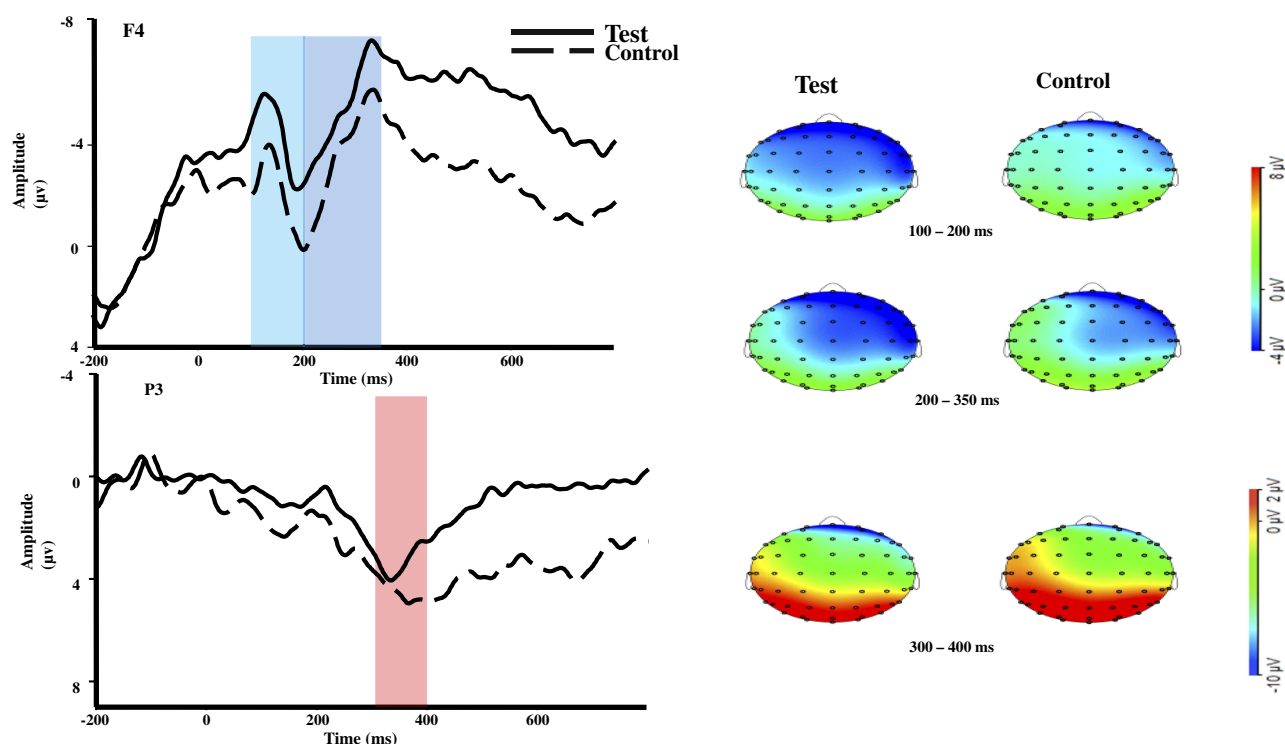 -8
F4
Test
Control
-4
Amplitude
(μv)
0
4
-200
0
200
400
600
Time (ms)
-4
P3
0
Amplitude
(μv)
4
8
-200
0
200
400
600
Time (ms)
Test
Control
100 – 200 ms
200 – 350 ms
300 – 400 ms
8 μV
0 μV
-4 μV
2 μV
0 μV
-10 μV